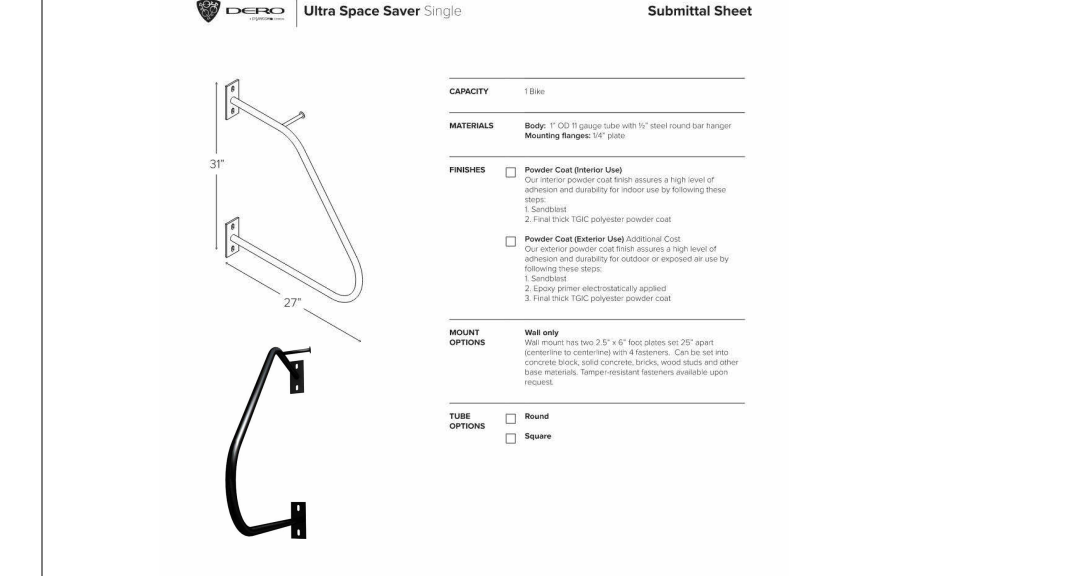 DERO
Ultra Space Saver Single
Submittal Sheet
31"
27"
CAPACITY
1 Bike
MATERIALS
Body: 1" OD 11 gauge tube with ½" steel round bar hanger
Mounting flanges: 1/4" plate
FINISHES
Powder Coat (Interior Use)
Our interior powder coat finish assures a high level of
adhesion and durability for indoor use by following these
steps:
1. Sandblast
2. Final thick TGIC polyester powder coat
Powder Coat (Exterior Use) Additional Cost
Our exterior powder coat finish assures a high level of
adhesion and durability for outdoor or exposed air use by
following these steps:
1. Sandblast
2. Epoxy primer electrostatically applied
3. Final thick TGIC polyester powder coat
MOUNT
OPTIONS
Wall only
Wall mount has two 2.5" x 6" foot plates set 25" apart
(centerline to centerline) with 4 fasteners. Can be set into
concrete block, solid concrete, bricks, wood studs and other
base materials. Tamper-resistant fasteners available upon
request.
TUBE
OPTIONS
Round
Square